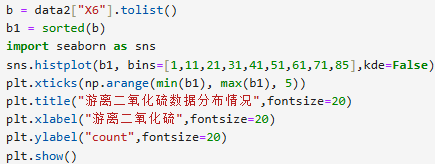 b = data2["X6"].tolist()
b1 = sorted(b)
import seaborn as sns
sns.histplot(b1, bins=[1,11,21,31,41,51,61,71,85],kde=False)
plt.xticks(np.arange(min(b1), max(b1), 5))
plt.title("游离二氧化硫数据分布情况",fontsize=20)
plt.xlabel("游离二氧化硫",fontsize=20)
plt.ylabel("count",fontsize=20)
plt.show()